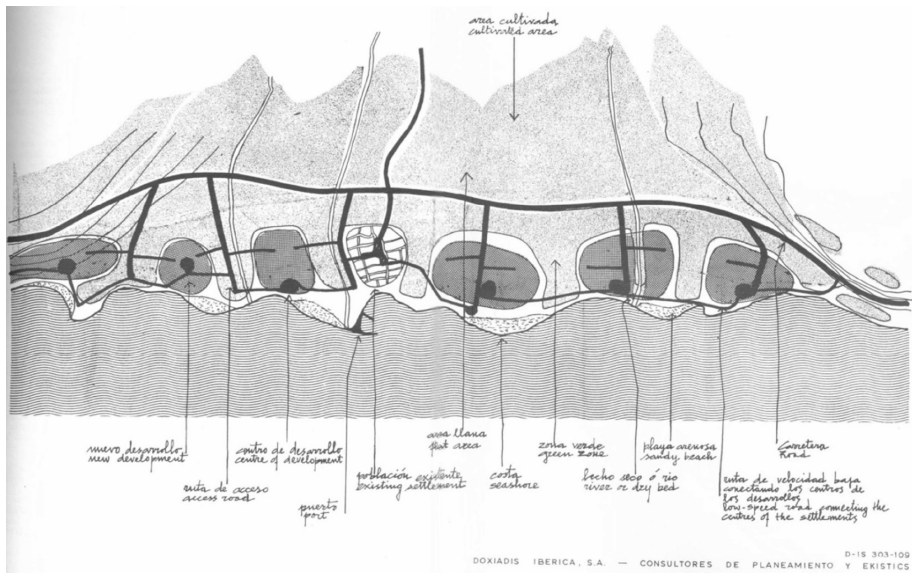 area cultivada
cultivated area
nuevo desarrollo
new development
ruta de acceso
access road
centro de desarrollo
centre of development
puerto
port
población existente
existing settlement
area llana
flat area
costa
seashore
zona verde
green zone
lecho seco ó rio
river or dry bed
playa arenosa
sandy beach
ruta de velocidad baja
conectando los centros de
los desarrollos
low-speed road connecting the
centres of the settlements
Carretera
Road
D-IS 303-109
DOXIADIS IBERICA, S.A. — CONSULTORES DE PLANEAMIENTO Y EKISTICS